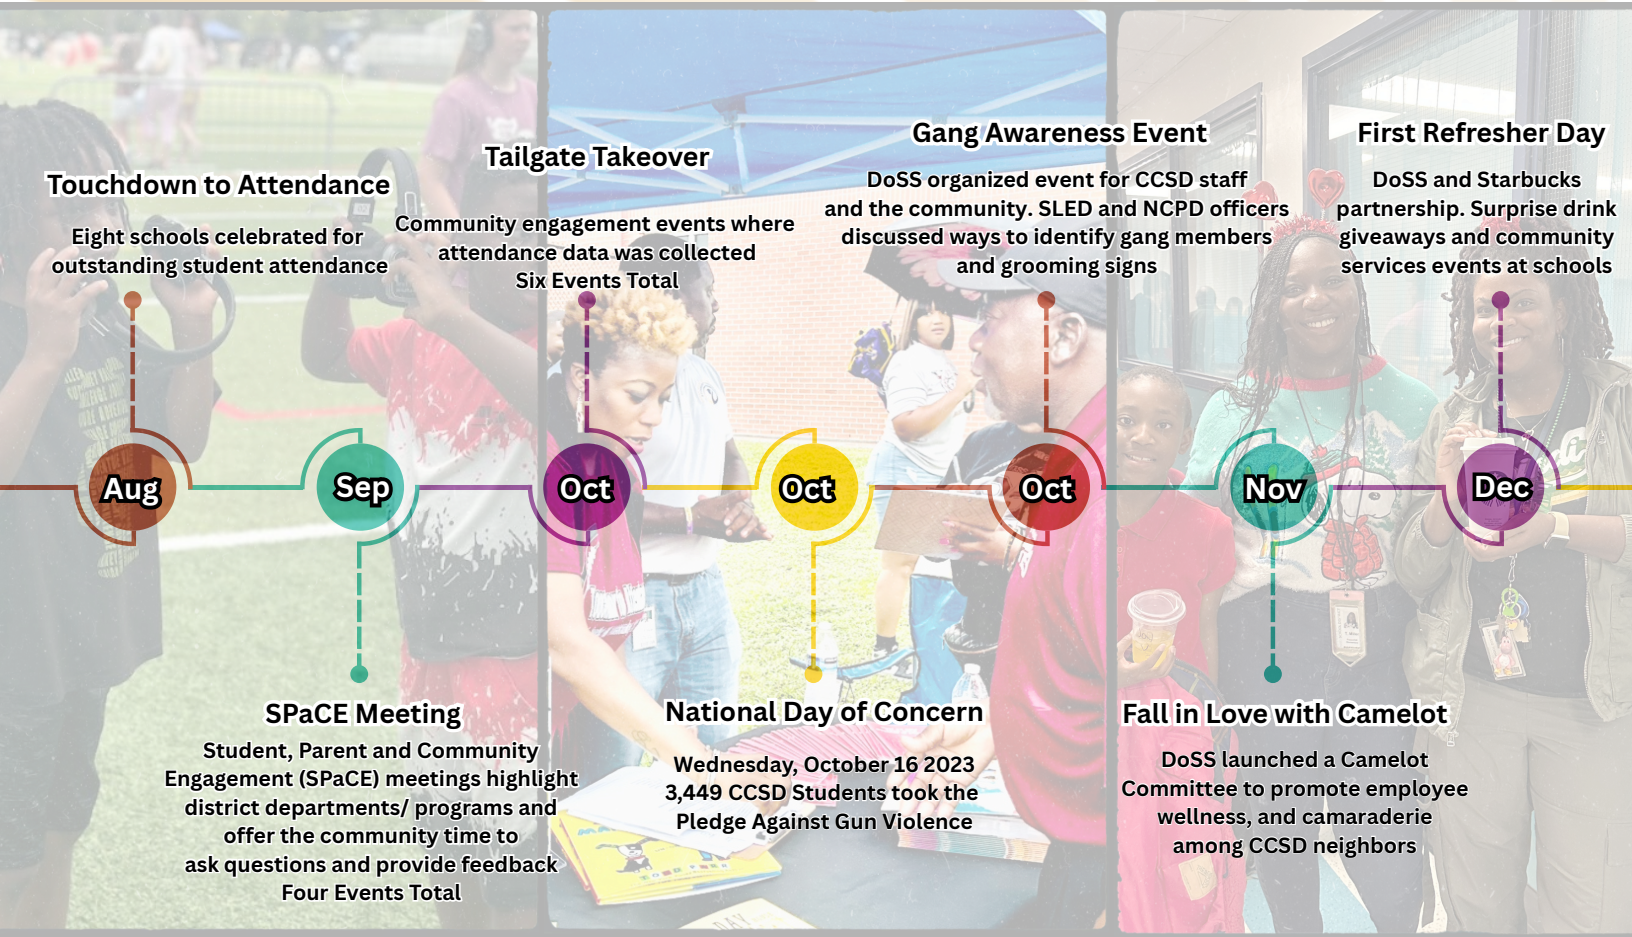 Touchdown to Attendance
Eight schools celebrated for
outstanding student attendance
Aug
Sep
SPaCE Meeting
Student, Parent and Community
Engagement (SPaCE) meetings highlight
district departments/ programs and
offer the community time to
ask questions and provide feedback
Four Events Total
Tailgate Takeover
Community engagement events where
attendance data was collected
Six Events Total
Oct
Oct
National Day of Concern
Wednesday, October 16 2023
3,449 CCSD Students took the
Pledge Against Gun Violence
Gang Awareness Event
DoSS organized event for CCSD staff
and the community. SLED and NCPD officers
discussed ways to identify gang members
and grooming signs
Oct
Nov
Fall in Love with Camelot
DoSS launched a Camelot
Committee to promote employee
wellness, and camaraderie
among CCSD neighbors
First Refresher Day
DoSS and Starbucks
partnership. Surprise drink
giveaways and community
services events at schools
Dec